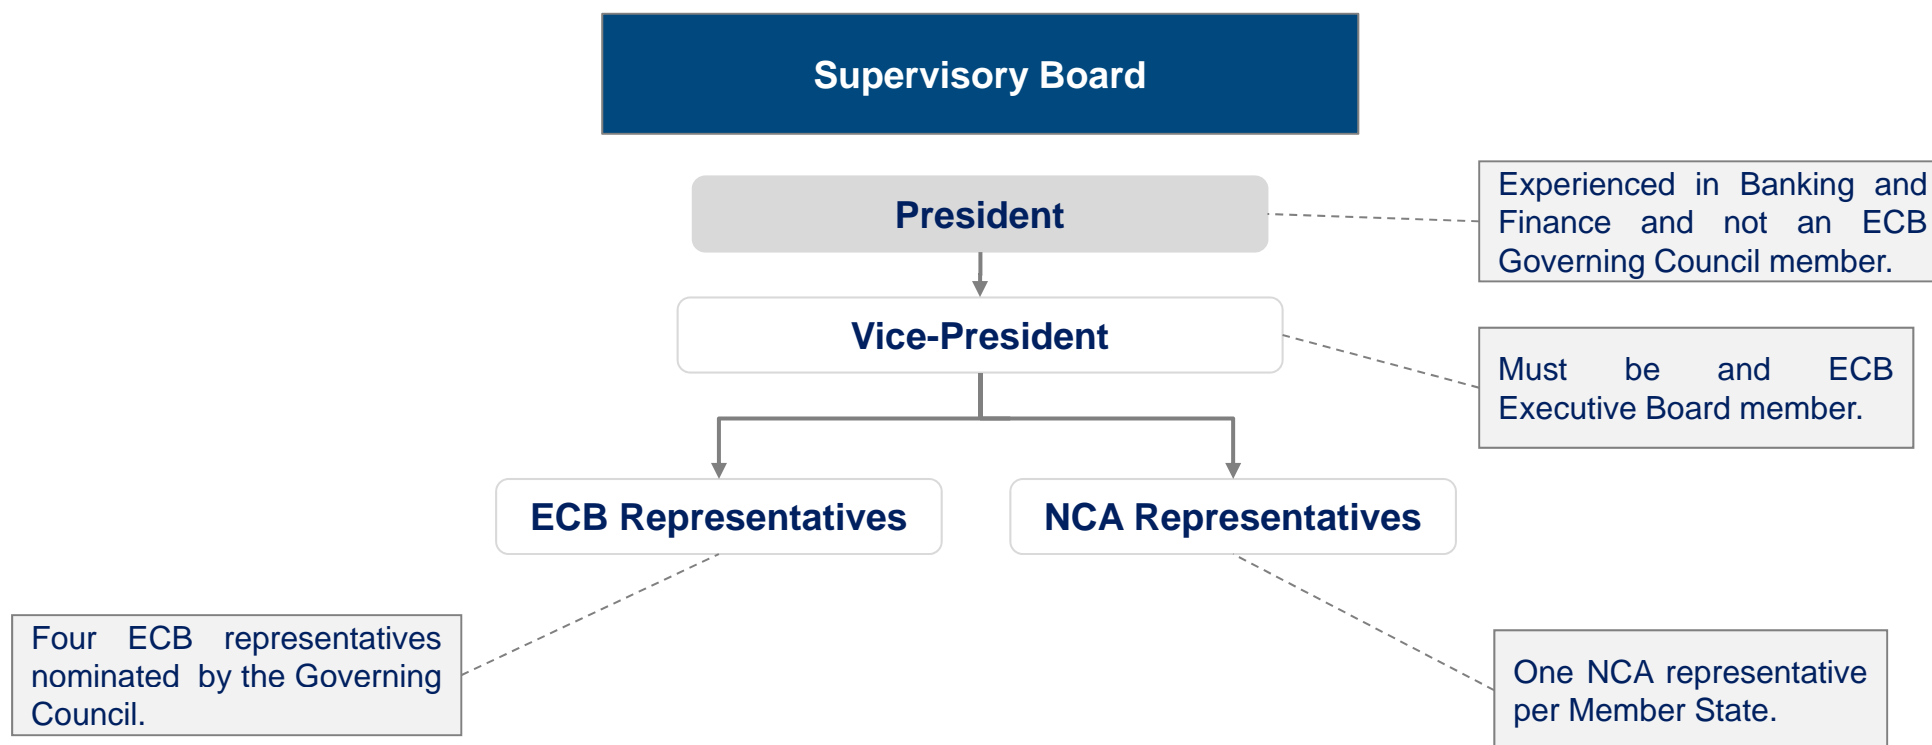 Supervisory Board
President
Experienced in Banking and
Finance and not an ECB
Governing Council member.
Vice-President
Must be and ECB
Executive Board member.
ECB Representatives
NCA Representatives
Four ECB representatives
nominated by the Governing
Council.
One NCA representative
per Member State.